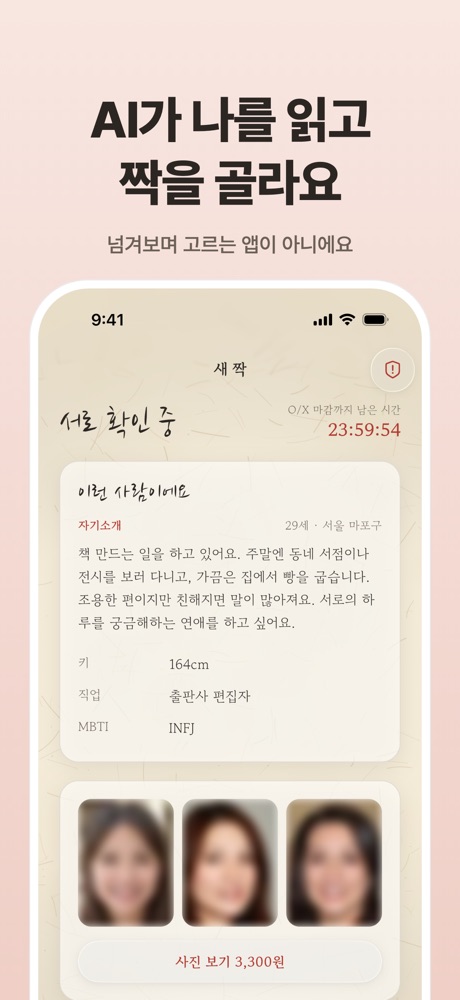 AI가 나를 읽고
짝을 골라요
넘겨보며 고르는 앱이 아니에요
9:41
새 짝
서로 확인 중
O/X 마감까지 남은 시간
23:59:54
이런 사람이에요
자기소개
29세 · 서울 마포구
책 만드는 일을 하고 있어요. 주말엔 동네 서점이나
전시를 보러 다니고, 가끔은 집에서 빵을 굽습니다.
조용한 편이지만 친해지면 말이 많아져요. 서로의 하
루를 궁금해하는 연애를 하고 싶어요.
키 164cm
직업 출판사 편집자
MBTI INFJ
사진 보기 3,300원